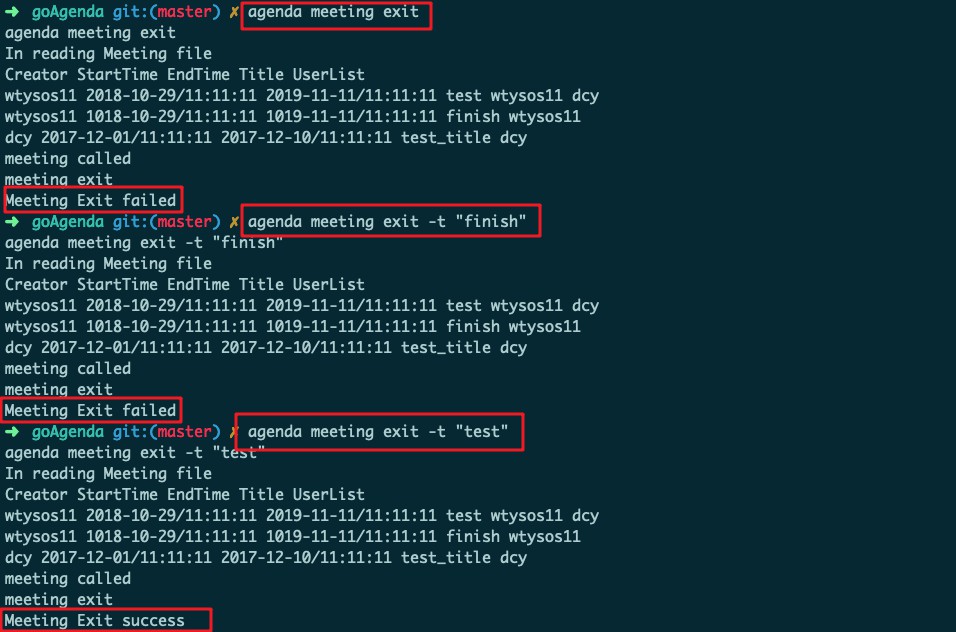 ➜ goAgenda git:(master) ✗ agenda meeting exit
agenda meeting exit
In reading Meeting file
Creator StartTime EndTime Title UserList
wtysos11 2018-10-29/11:11:11 2019-11-11/11:11:11 test wtysos11 dcy
wtysos11 1018-10-29/11:11:11 1019-11-11/11:11:11 finish wtysos11
dcy 2017-12-01/11:11:11 2017-12-10/11:11:11 test_title dcy
meeting called
meeting exit
Meeting Exit failed
➜ goAgenda git:(master) ✗ agenda meeting exit -t "finish"
agenda meeting exit -t "finish"
In reading Meeting file
Creator StartTime EndTime Title UserList
wtysos11 2018-10-29/11:11:11 2019-11-11/11:11:11 test wtysos11 dcy
wtysos11 1018-10-29/11:11:11 1019-11-11/11:11:11 finish wtysos11
dcy 2017-12-01/11:11:11 2017-12-10/11:11:11 test_title dcy
meeting called
meeting exit
Meeting Exit failed
➜ goAgenda git:(master) ✗ agenda meeting exit -t "test"
agenda meeting exit -t "test"
In reading Meeting file
Creator StartTime EndTime Title UserList
wtysos11 2018-10-29/11:11:11 2019-11-11/11:11:11 test wtysos11 dcy
wtysos11 1018-10-29/11:11:11 1019-11-11/11:11:11 finish wtysos11
dcy 2017-12-01/11:11:11 2017-12-10/11:11:11 test_title dcy
meeting called
meeting exit
Meeting Exit success